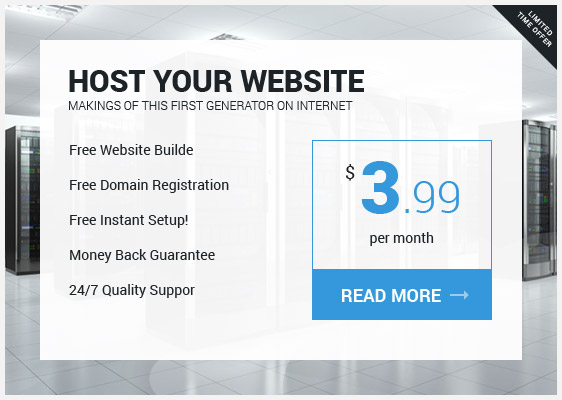 LIMITED
TIME OFFER
HOST YOUR WEBSITE
MAKINGS OF THIS FIRST GENERATOR ON INTERNET
Free Website Builde
Free Domain Registration
Free Instant Setup!
Money Back Guarantee
24/7 Quality Suppor
$3.99
per month
READ MORE